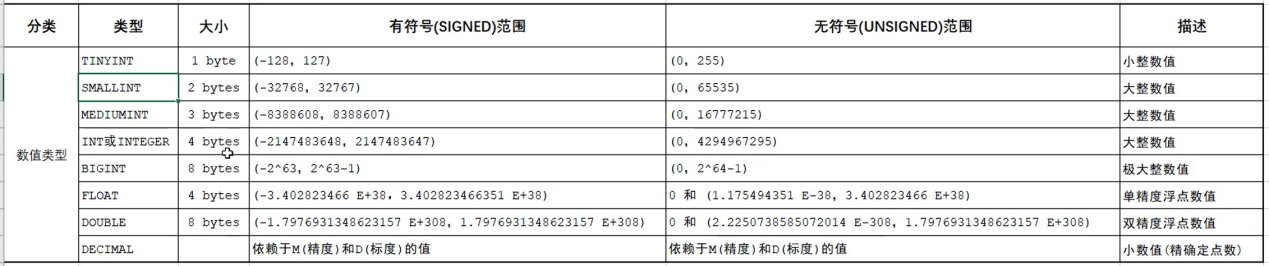 分类 类型 大小 有符号(SIGNED)范围 无符号(UNSIGNED)范围 描述
TINYINT 1 byte (-128, 127) (0, 255) 小整数值
SMALLINT 2 bytes (-32768, 32767) (0, 65535) 大整数值
MEDIUMINT 3 bytes (-8388608, 8388607) (0, 16777215) 大整数值
INT或INTEGER 4 bytes (-2147483648, 2147483647) (0, 4294967295) 大整数值
数值类型
BIGINT 8 bytes (-2^63, 2^63-1) (0, 2^64-1) 极大整数值
FLOAT 4 bytes (-3.402823466 E+38, 3.402823466351 E+38) 0 和 (1.175494351 E-38, 3.402823466 E+38) 单精度浮点数值
DOUBLE 8 bytes (-1.7976931348623157 E+308, 1.7976931348623157 E+308) 0 和 (2.2250738585072014 E-308, 1.7976931348623157 E+308) 双精度浮点数值
DECIMAL 依赖于M(精度)和D(标度)的值 依赖于M(精度)和D(标度)的值 小数值(精确定点数)